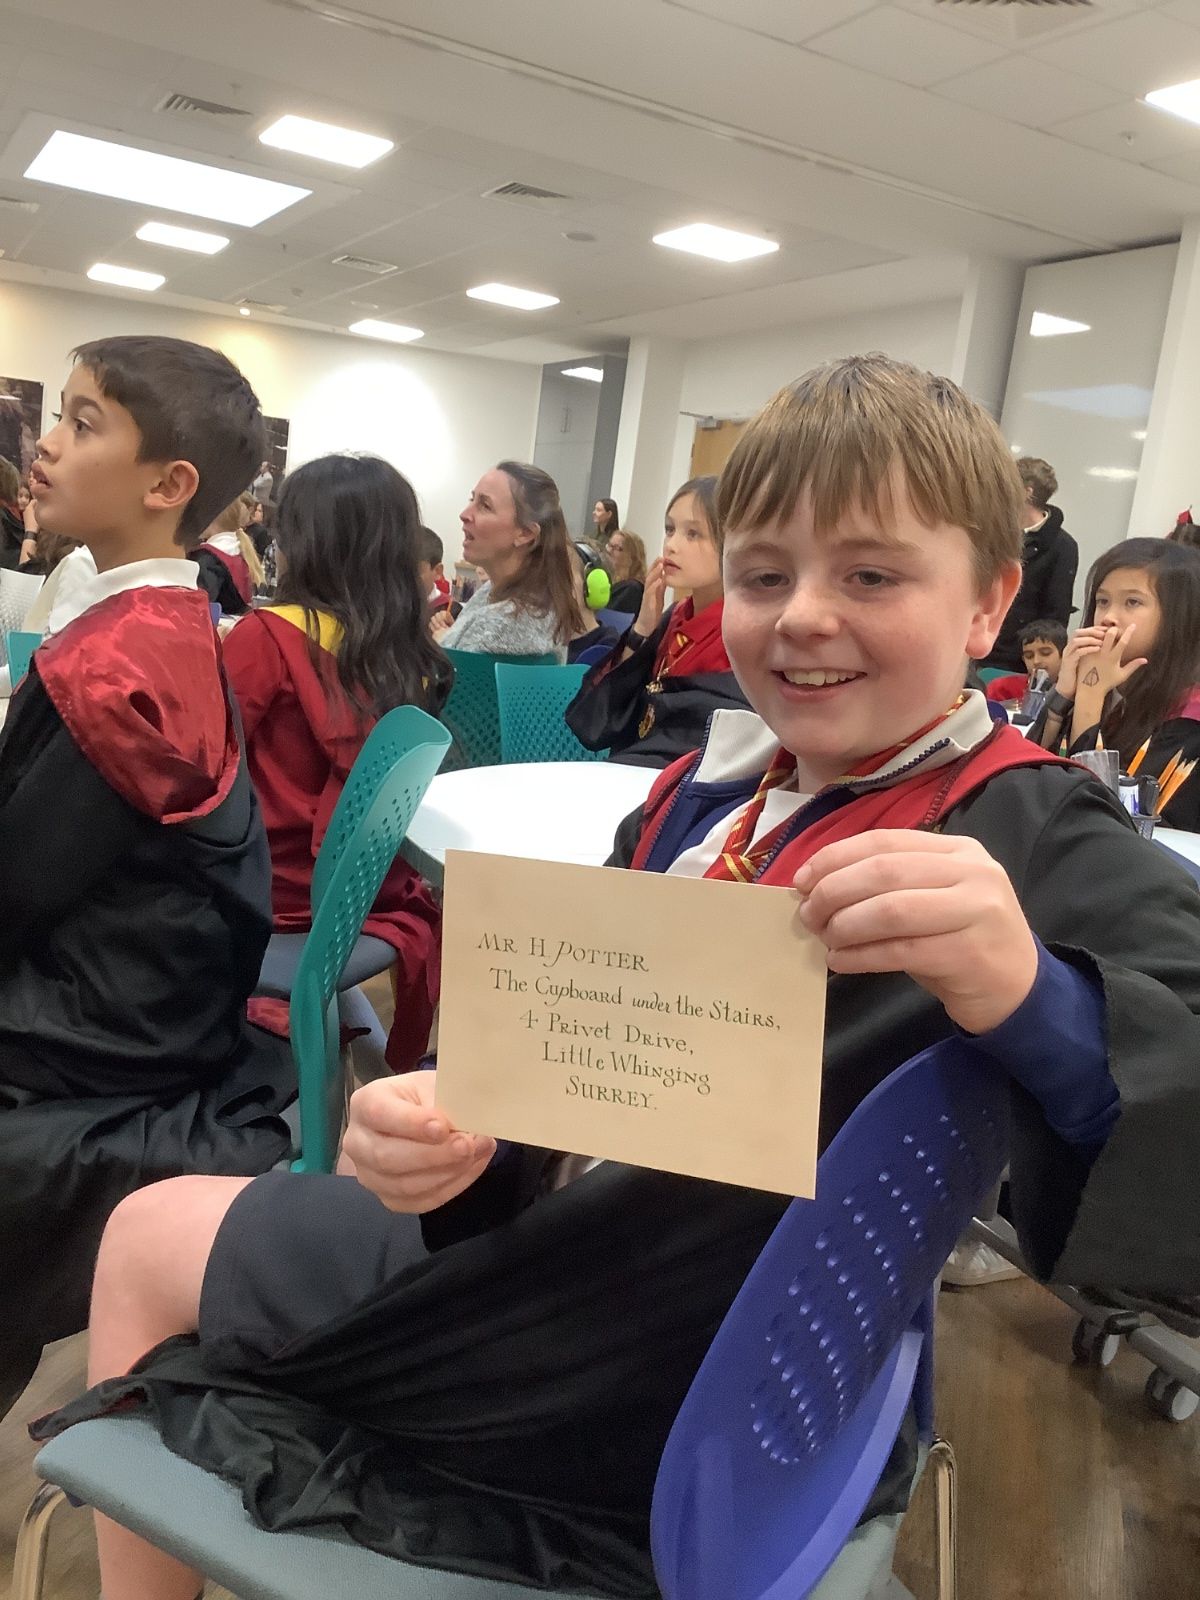 Mr H Potter
The Cupboard under the Stairs,
4 Privet Drive,
Little Whinging
Surrey.